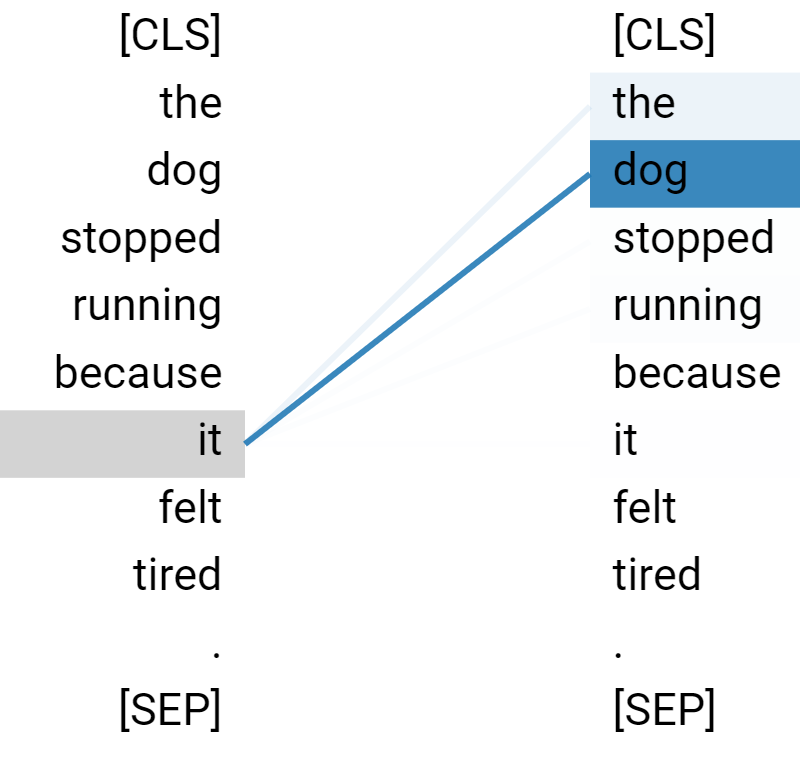 [CLS] [CLS]
the the
dog dog
stopped stopped
running running
because because
it it
felt felt
tired tired
. .
[SEP] [SEP]